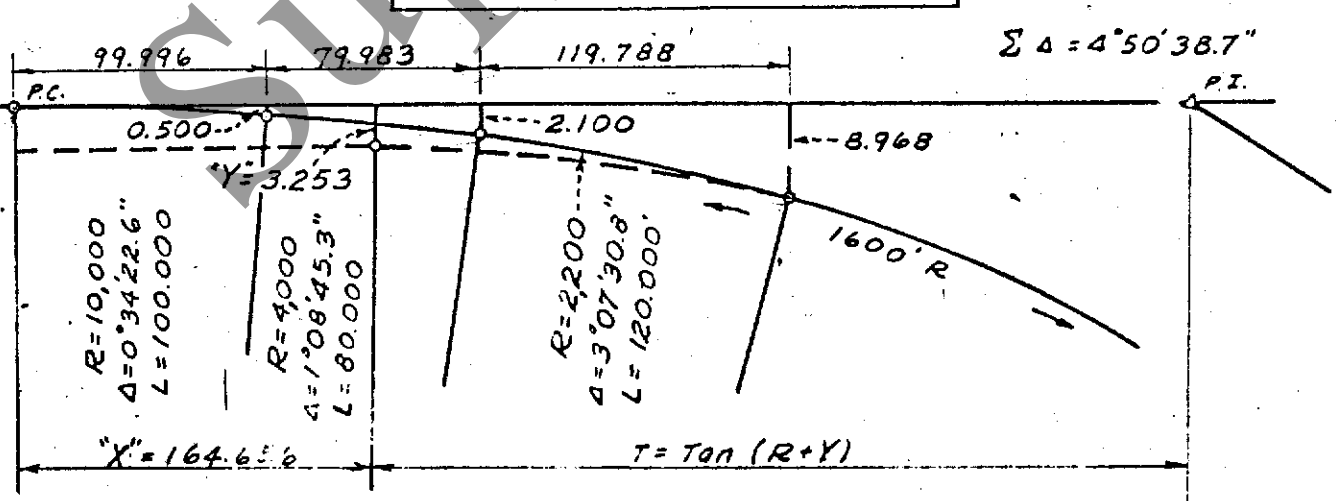 Σ Δ = 4°50'38.7"
99.996
79.983
119.788
P.C.
P.I.
0.500
2.100
8.968
"Y"= 3.253
R=10,000
Δ=0°34'22.6"
L=100.000
R=4,000
Δ=1°08'45.3"
L=80.000
R=2,200
Δ=3°07'30.8"
L=120.000'
1600' R
T= Tan (R+Y)